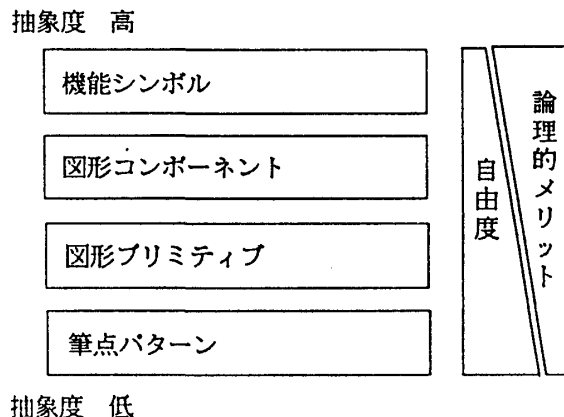 抽象度 高
機能シンボル
図形コンポーネント
図形プリミティブ
筆点パターン
自由度
論理的メリット
抽象度 低